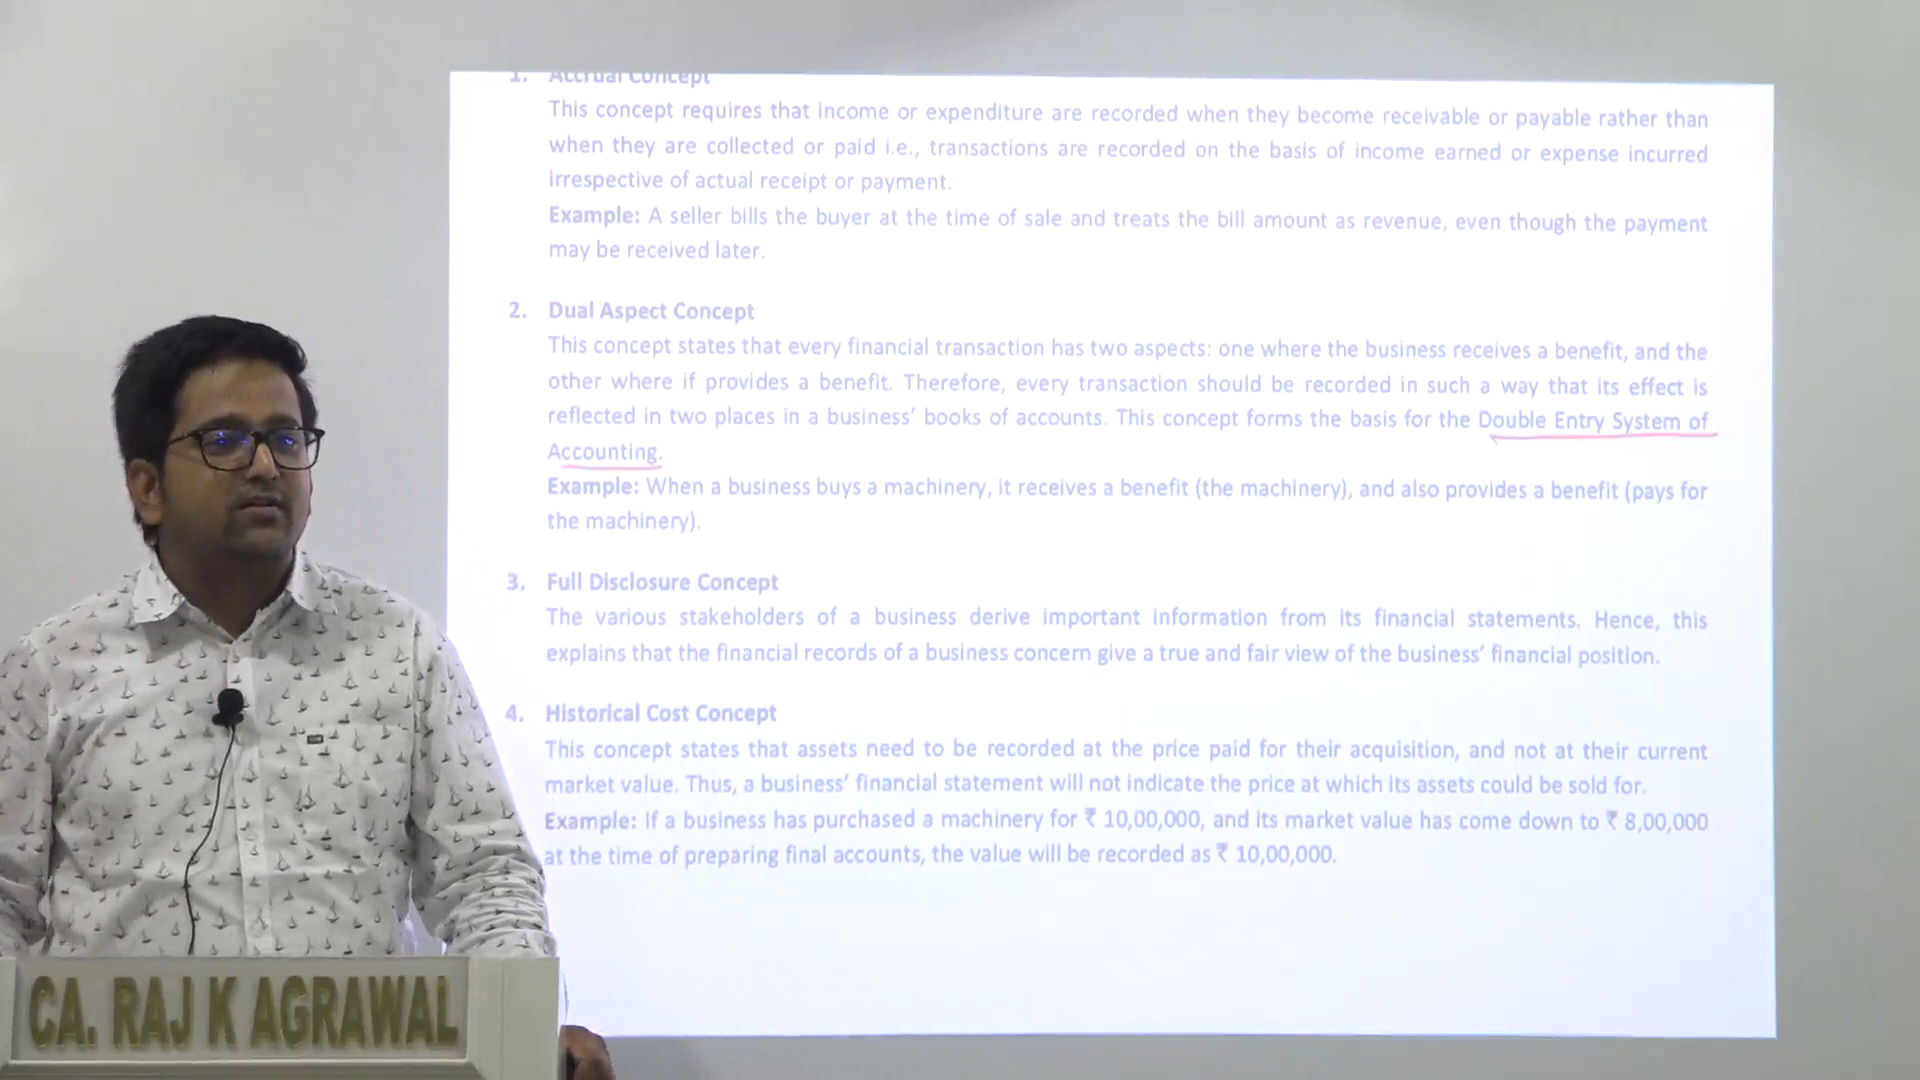 1. Accrual Concept
This concept requires that income or expenditure are recorded when they become receivable or payable rather than
when they are collected or paid i.e., transactions are recorded on the basis of income earned or expense incurred
irrespective of actual receipt or payment.
Example: A seller bills the buyer at the time of sale and treats the bill amount as revenue, even though the payment
may be received later.
2. Dual Aspect Concept
This concept states that every financial transaction has two aspects: one where the business receives a benefit, and the
other where if provides a benefit. Therefore, every transaction should be recorded in such a way that its effect is
reflected in two places in a business’ books of accounts. This concept forms the basis for the Double Entry System of
Accounting.
Example: When a business buys a machinery, it receives a benefit (the machinery), and also provides a benefit (pays for
the machinery).
3. Full Disclosure Concept
The various stakeholders of a business derive important information from its financial statements. Hence, this
explains that the financial records of a business concern give a true and fair view of the business’ financial position.
4. Historical Cost Concept
This concept states that assets need to be recorded at the price paid for their acquisition, and not at their current
market value. Thus, a business’ financial statement will not indicate the price at which its assets could be sold for.
Example: If a business has purchased a machinery for ₹ 10,00,000, and its market value has come down to ₹ 8,00,000
at the time of preparing final accounts, the value will be recorded as ₹ 10,00,000.
CA. RAJ K AGRAWAL